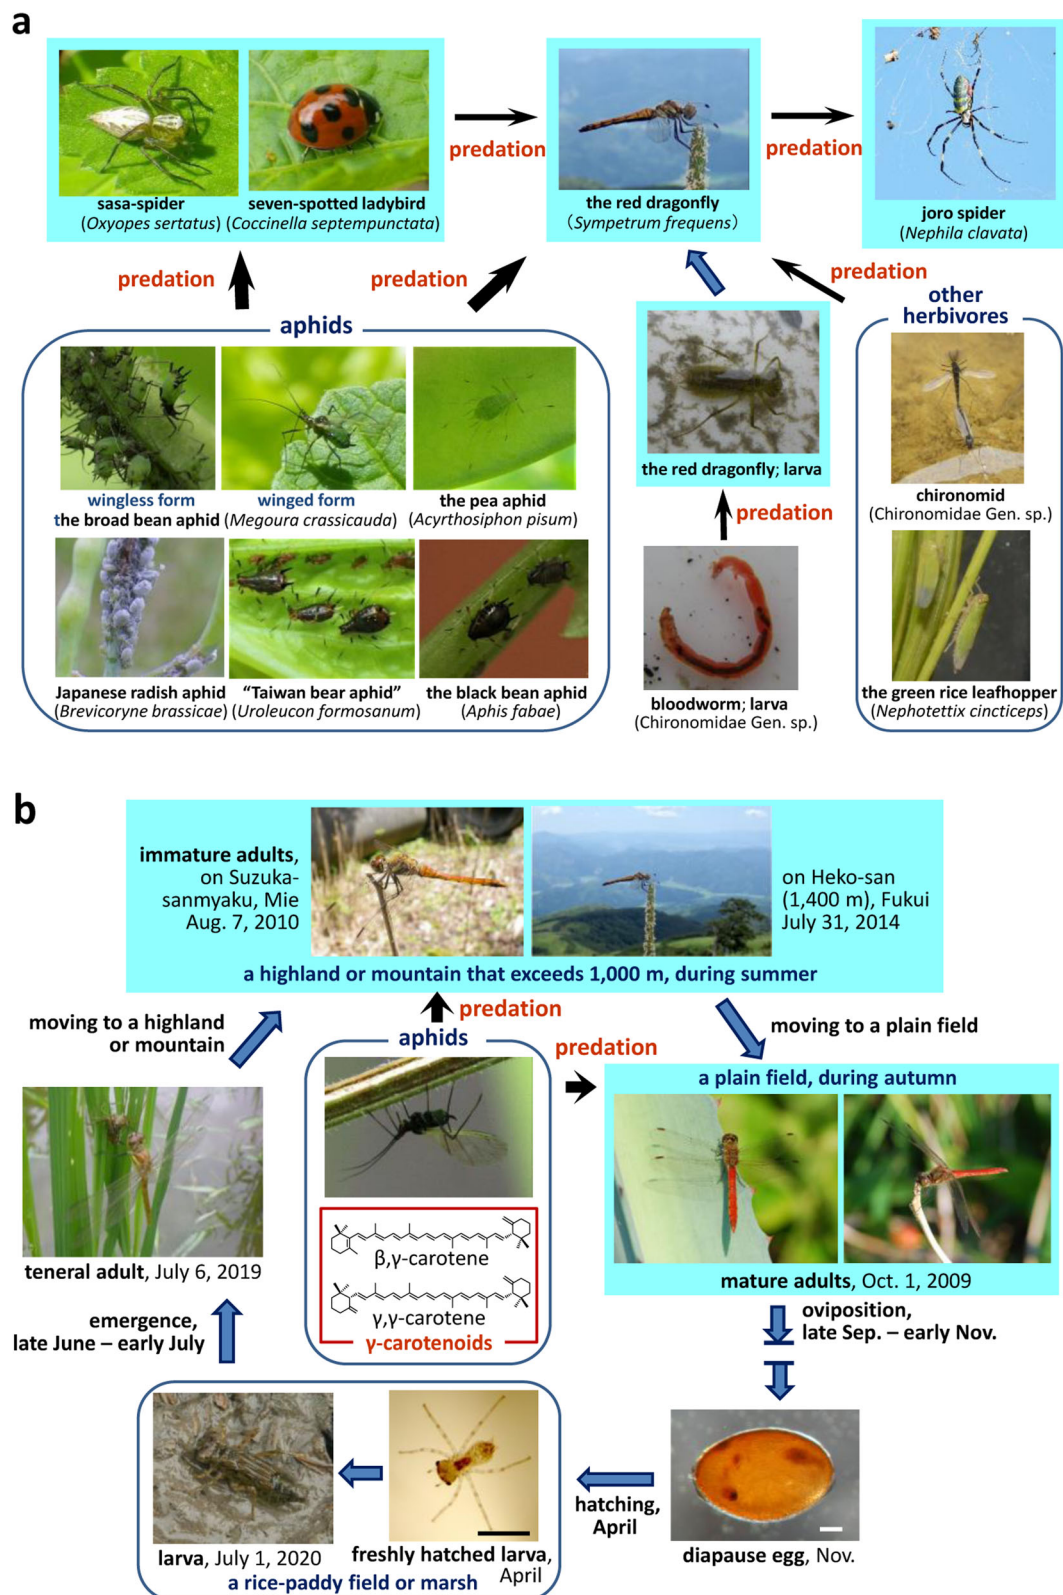 a
sasa-spider
(Oxyopes sertatus)
seven-spotted ladybird
(Coccinella septempunctata)
predation
the red dragonfly
(Sympetrum frequens)
predation
joro spider
(Nephila clavata)
predation
predation
predation
aphids
wingless form
the broad bean aphid
winged form
(Megoura crassicauda)
the pea aphid
(Acyrthosiphon pisum)
Japanese radish aphid
(Brevicoryne brassicae)
“Taiwan bear aphid”
(Uroleucon formosanum)
the black bean aphid
(Aphis fabae)
the red dragonfly; larva
predation
bloodworm; larva
(Chironomidae Gen. sp.)
other
herbivores
chironomid
(Chironomidae Gen. sp.)
the green rice leafhopper
(Nephotettix cincticeps)
b
immature adults,
on Suzuka-
sanmyaku, Mie
Aug. 7, 2010
on Heko-san
(1,400 m), Fukui
July 31, 2014
a highland or mountain that exceeds 1,000 m, during summer
moving to a highland
or mountain
predation
aphids
predation
moving to a plain field
β,γ-carotene
γ,γ-carotene
γ-carotenoids
a plain field, during autumn
mature adults, Oct. 1, 2009
teneral adult, July 6, 2019
emergence,
late June – early July
oviposition,
late Sep. – early Nov.
larva, July 1, 2020
freshly hatched larva,
April
a rice-paddy field or marsh
hatching,
April
diapause egg, Nov.